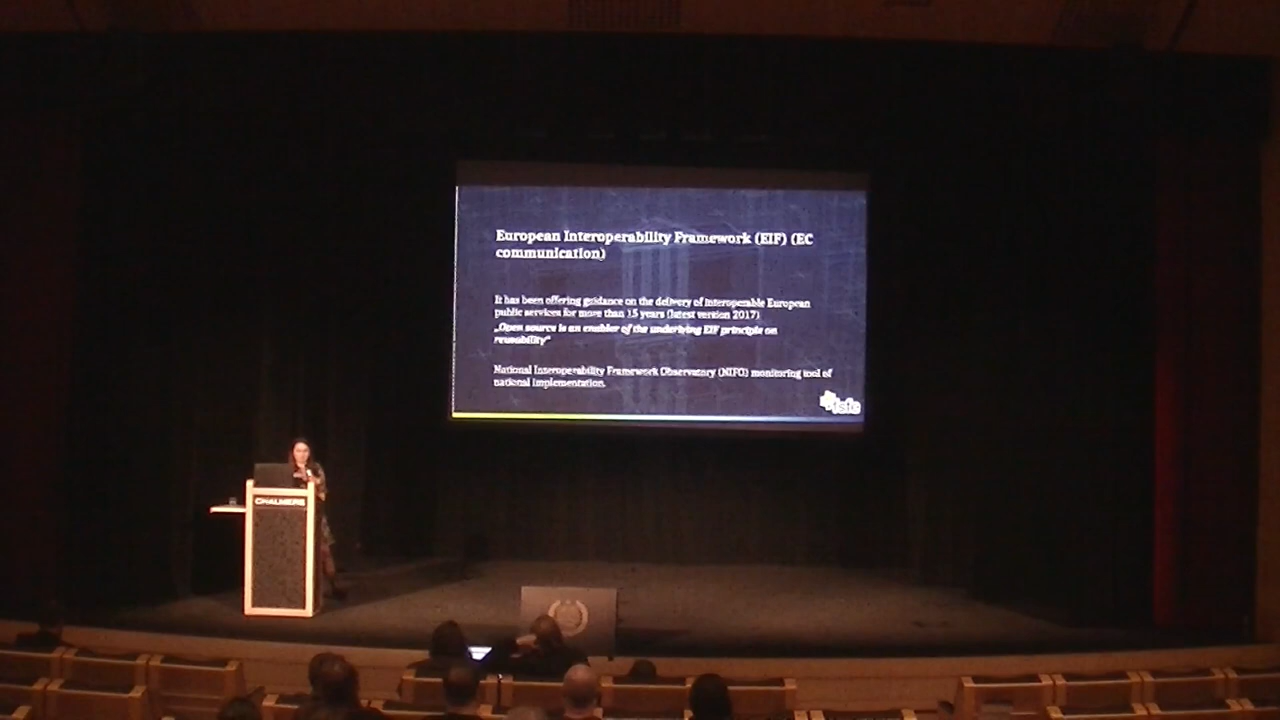 European Interoperability Framework (EIF) (EC
communication)
It has been offering guidance on the delivery of interoperable European
public services for more than 15 years (latest version 2017)
„Open source is an enabler of the underlying EIF principle on
reusability"
National Interoperability Framework Observatory (NIFO) monitoring tool of
national implementation.
fsfe
CHALMERS